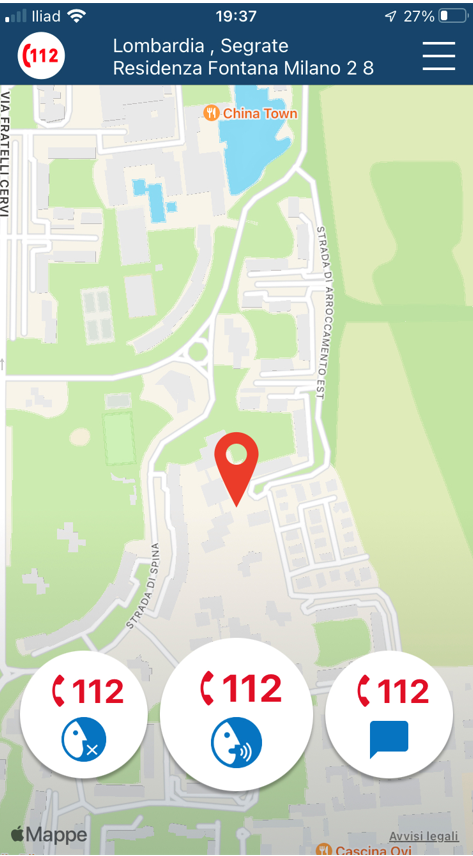 Iliad 19:37 27%
112
Lombardia , Segrate
Residenza Fontana Milano 2 8
China Town
VIA FRATELLI CERVI
STRADA DI ARROCCAMENTO EST
STRADA DI SPINA
112
112
112
Mappe
Avvisi legali
Cascina Ovi